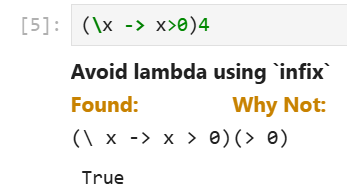 [5]: (\x -> x>0)4
Avoid lambda using `infix`
Found: Why Not:
(\ x -> x > 0)(> 0)
True